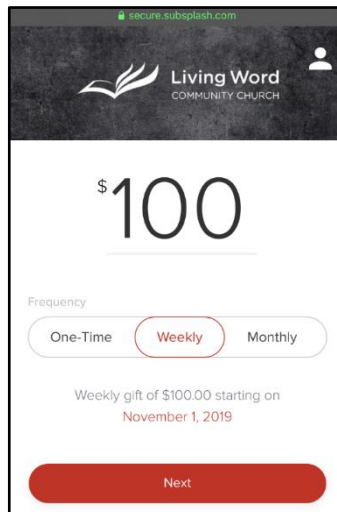 secure.subsplash.com
Living Word
COMMUNITY CHURCH
$100
Frequency
One-Time Weekly Monthly
Weekly gift of $100.00 starting on
November 1, 2019
Next